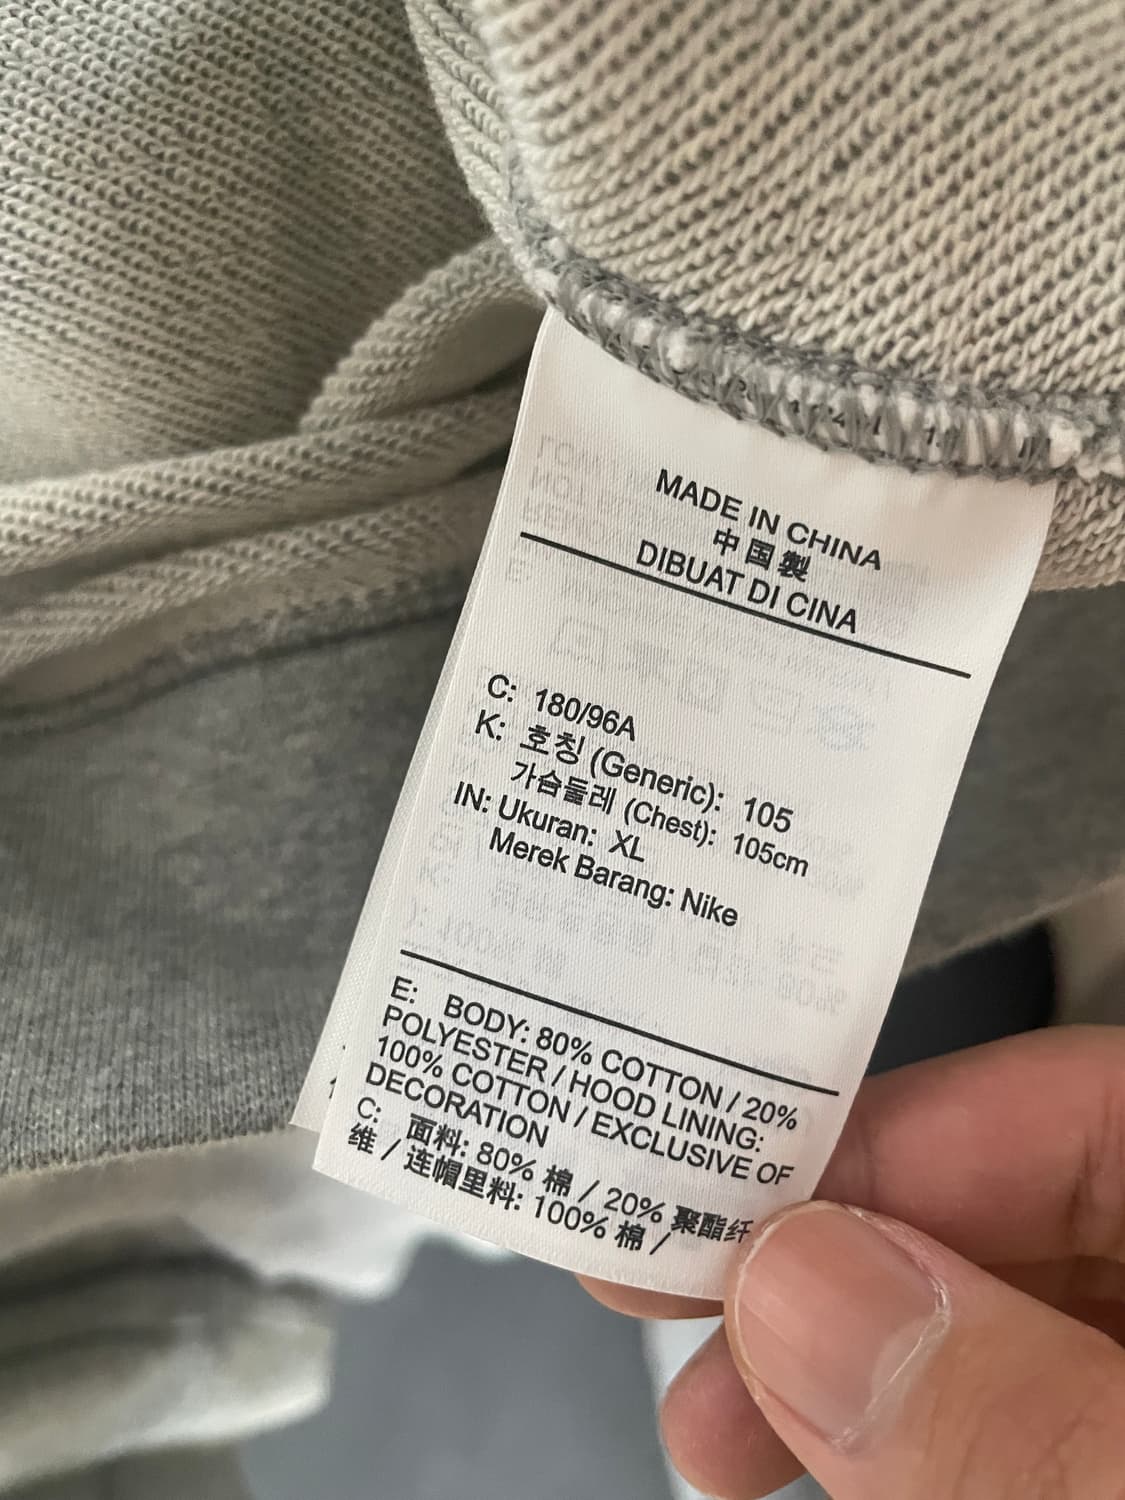 MADE IN CHINA
中国製
DIBUAT DI CINA
C: 180/96A
K: 호칭 (Generic): 105
가슴둘레 (Chest): 105cm
IN: Ukuran: XL
Merek Barang: Nike
E: BODY: 80% COTTON / 20%
POLYESTER / HOOD LINING:
100% COTTON / EXCLUSIVE OF
DECORATION
C: 面料: 80% 棉 / 20% 聚酯纤
维 / 连帽里料: 100% 棉 /